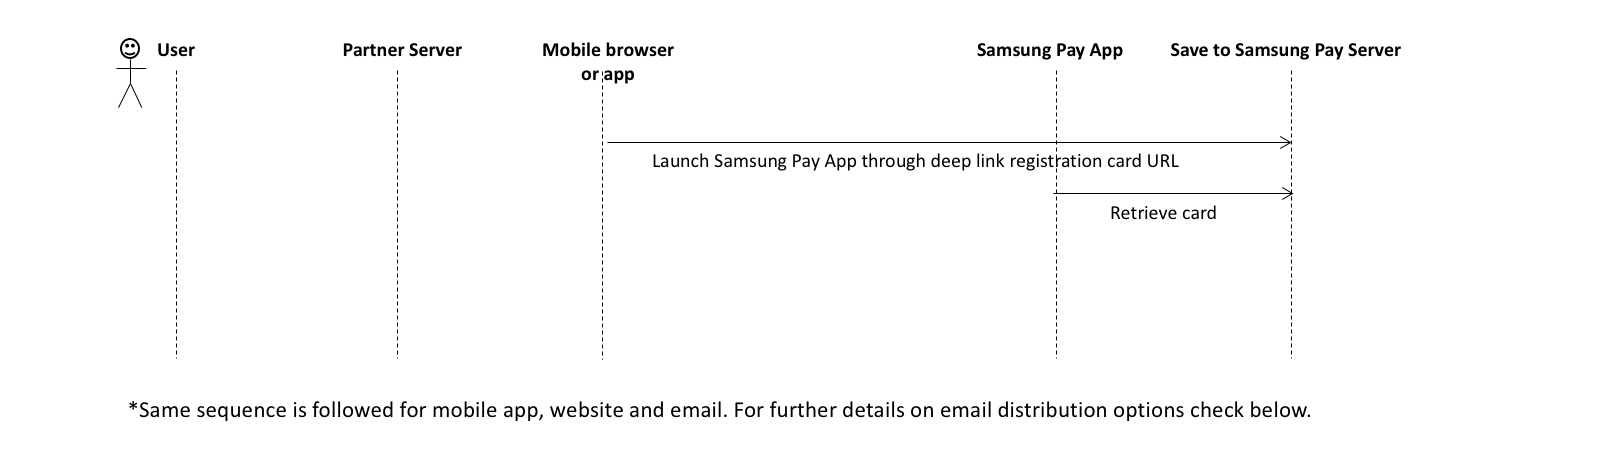 User
Partner Server
Mobile browser
or app
Samsung Pay App
Save to Samsung Pay Server
Launch Samsung Pay App through deep link registration card URL
Retrieve card
*Same sequence is followed for mobile app, website and email. For further details on email distribution options check below.